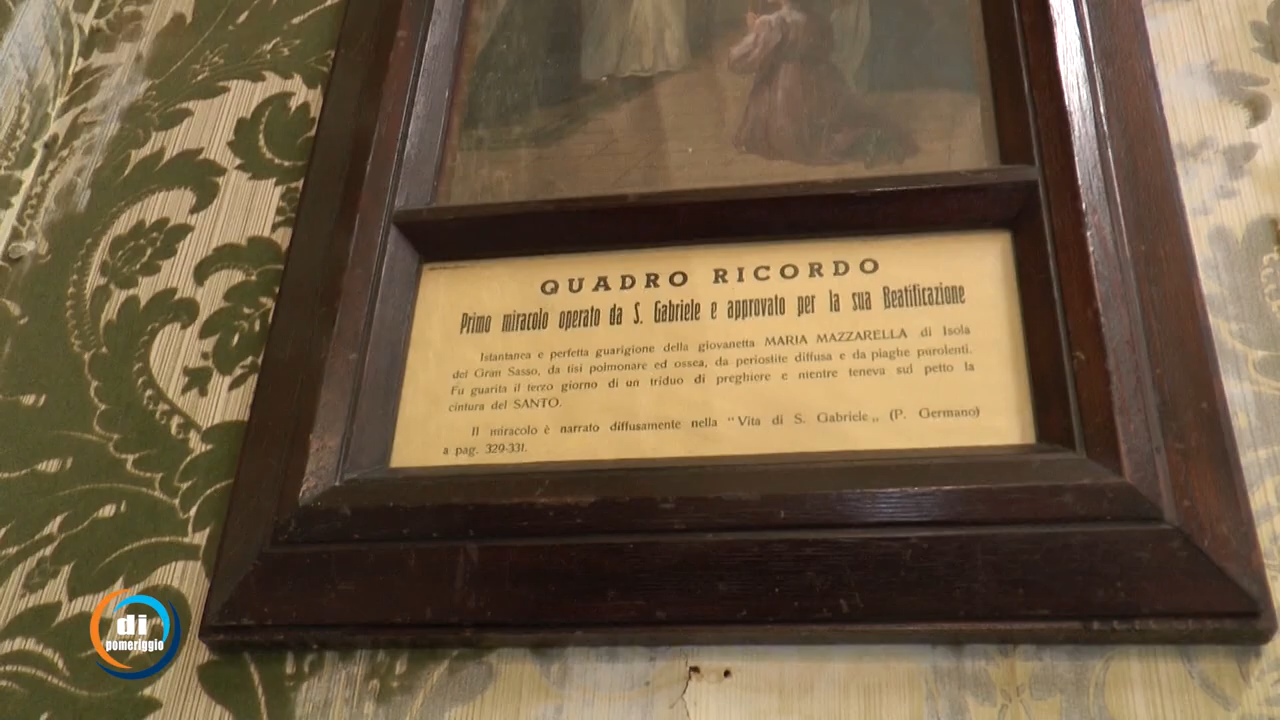 QUADRO RICORDO
Primo miracolo operato da S. Gabriele e approvato per la sua Beatificazione
Istantanea e perfetta guarigione della giovanetta MARIA MAZZARELLA di Isola
del Gran Sasso, da tisi polmonare ed ossea, da periostite diffusa e da piaghe purolenti.
Fu guarita il terzo giorno di un triduo di preghiere e mentre teneva sul petto la
cintura del SANTO.
Il miracolo è narrato diffusamente nella "Vita di S. Gabriele„ (P. Germano)
a pag. 329-331.
di
pomeriggio